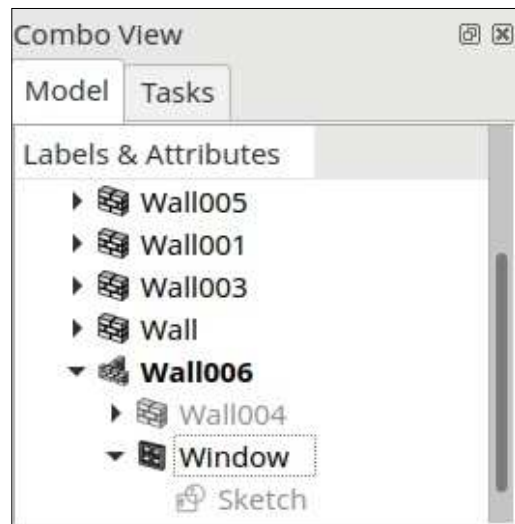 Combo View
Model Tasks
Labels & Attributes
Wall005
Wall001
Wall003
Wall
Wall006
Wall004
Window
Sketch